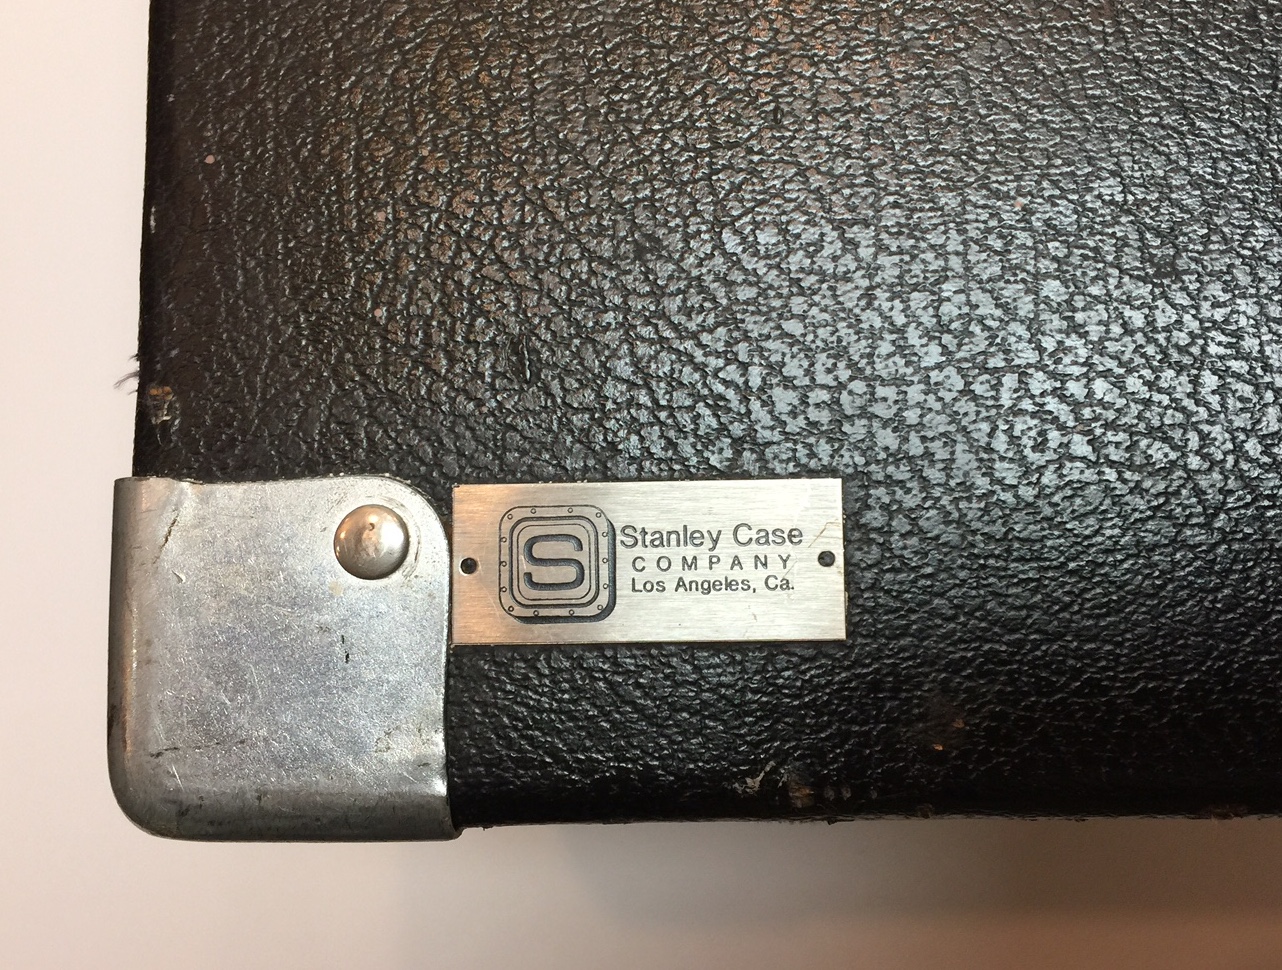 S
Stanley Case
COMPANY
Los Angeles, Ca.